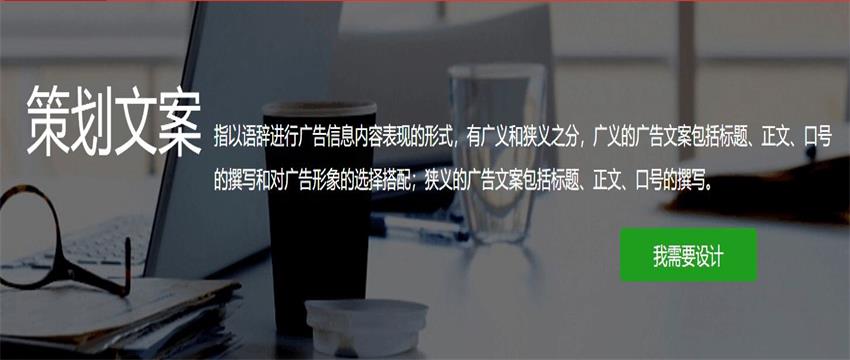 策划文案
指以语辞进行广告信息内容表现的形式，有广义和狭义之分，广义的广告文案包括标题、正文、口号
的撰写和对广告形象的选择搭配；狭义的广告文案包括标题、正文、口号的撰写。
我需要设计